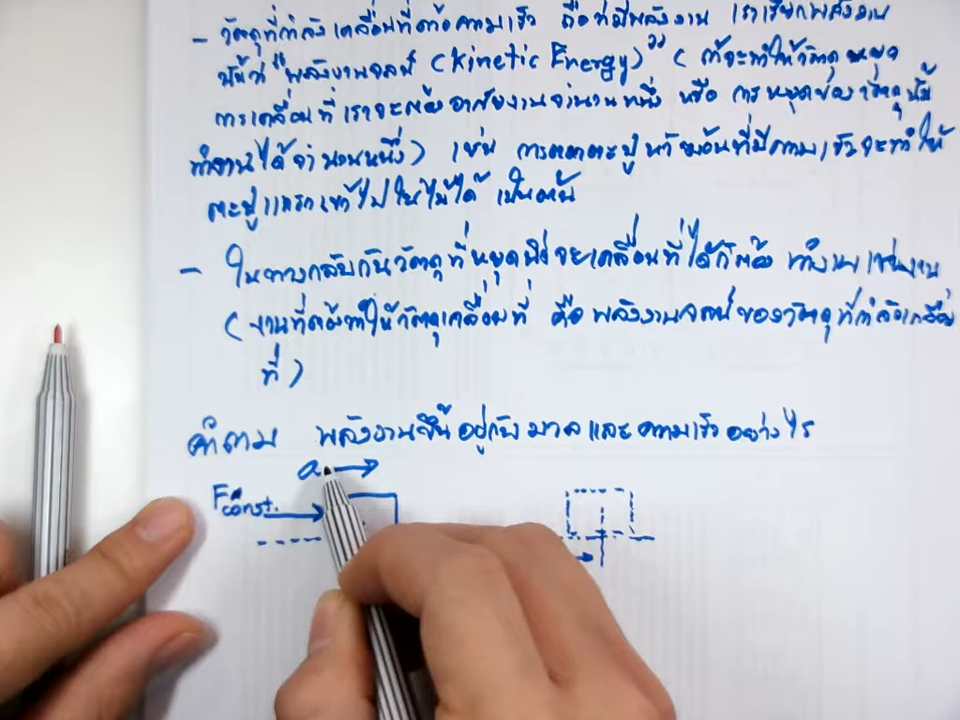 - วัตถุที่กำลังเคลื่อนที่ด้วยความเร็ว ถือว่ามีพลังงาน เราเรียกพลังงาน
นี้ว่า "พลังงานจลน์ (Kinetic Energy)" ( ถ้าจะทำให้วัตถุ หยุด
การเคลื่อนที่เราจะต้องอาศัยงานจำนวนหนึ่ง หรือ การหยุดของวัตถุนั้น
ทำงานได้จำนวนหนึ่ง) เช่น การตอกตะปู ด้วยค้อนที่มีความเร็วจะทำให้
ตะปูแทรกเข้าไปในไม้ได้ เป็นต้น
- ในทางกลับกันวัตถุที่หยุดนิ่งจะเคลื่อนที่ได้ก็ต้อง ทำงานเช่นกัน
( งานที่ต้องทำให้วัตถุเคลื่อนที่ คือ พลังงานจลน์ของวัตถุที่กำลังเคลื่อน
ที่ )
คำถาม พลังงานขึ้นอยู่กับ มวล และ ความเร็ว อย่างไร
a
F const.